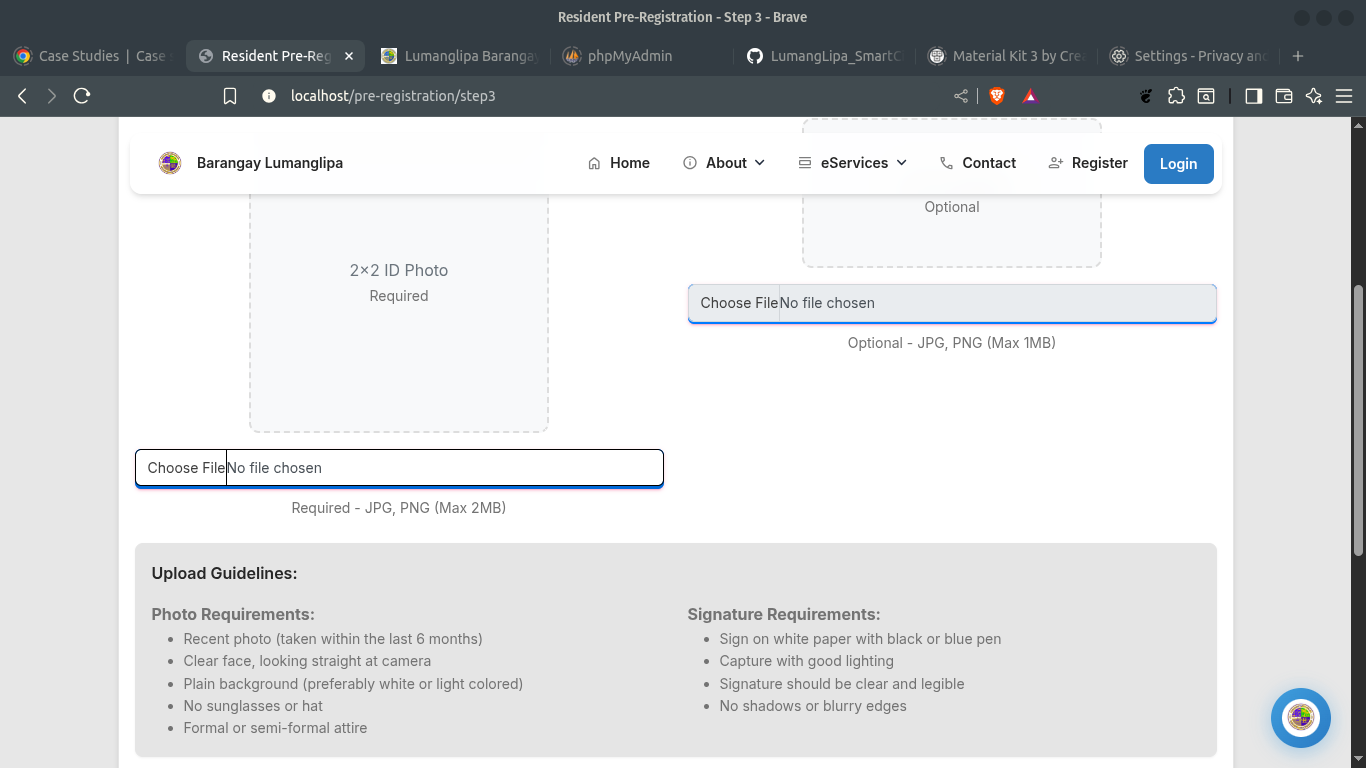 Resident Pre-Registration - Step 3 - Brave
Case Studies | Case
Resident Pre-Reg
Lumanglipa Barangay
phpMyAdmin
LumangLipa_SmartC
Material Kit 3 by Crea
Settings - Privacy and
localhost/pre-registration/step3
Barangay Lumanglipa
Home
About
eServices
Contact
Register
Login
Optional
2×2 ID Photo
Required
Choose File No file chosen
Optional - JPG, PNG (Max 1MB)
Choose File No file chosen
Required - JPG, PNG (Max 2MB)
Upload Guidelines:
Photo Requirements:
• Recent photo (taken within the last 6 months)
• Clear face, looking straight at camera
• Plain background (preferably white or light colored)
• No sunglasses or hat
• Formal or semi-formal attire
Signature Requirements:
• Sign on white paper with black or blue pen
• Capture with good lighting
• Signature should be clear and legible
• No shadows or blurry edges